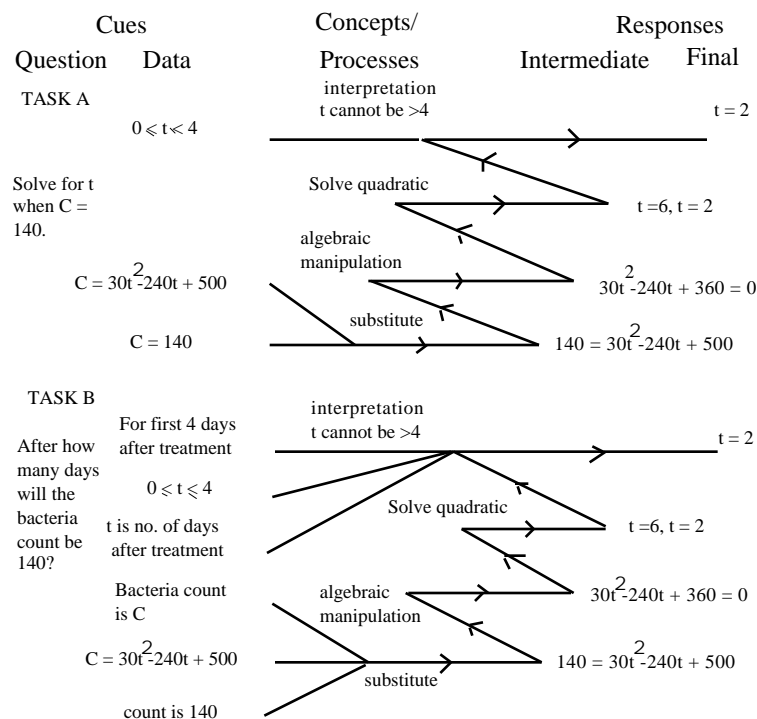 Cues Concepts/ Responses
Question Data Processes Intermediate Final
TASK A
interpretation
t cannot be >4
t = 2
0 ⩽ t < 4
Solve for t
when C =
140.
Solve quadratic
t =6, t = 2
algebraic
manipulation
C = 30t²-240t + 500
30t²-240t + 360 = 0
substitute
C = 140
140 = 30t²-240t + 500
TASK B
For first 4 days
after treatment
interpretation
t cannot be >4
t = 2
After how
many days
will the
bacteria
count be
140?
0 ⩽ t ⩽ 4
Solve quadratic
t is no. of days
after treatment
t =6, t = 2
Bacteria count
is C
algebraic
manipulation
30t²-240t + 360 = 0
C = 30t²-240t + 500
substitute
140 = 30t²-240t + 500
count is 140